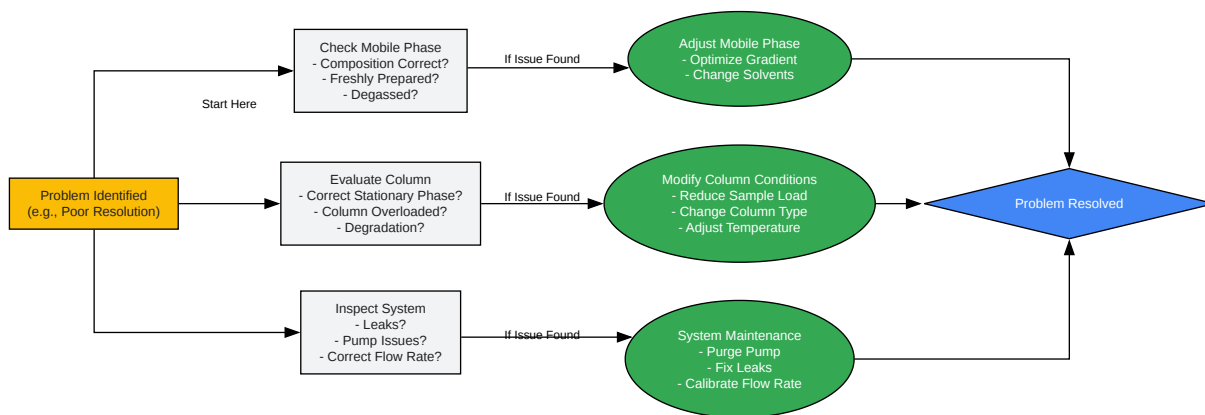 Check Mobile Phase
- Composition Correct?
- Freshly Prepared?
- Degassed?
If Issue Found
Adjust Mobile Phase
- Optimize Gradient
- Change Solvents
Start Here
Problem Identified
(e.g., Poor Resolution)
Evaluate Column
- Correct Stationary Phase?
- Column Overloaded?
- Degradation?
If Issue Found
Modify Column Conditions
- Reduce Sample Load
- Change Column Type
- Adjust Temperature
Problem Resolved
Inspect System
- Leaks?
- Pump Issues?
- Correct Flow Rate?
If Issue Found
System Maintenance
- Purge Pump
- Fix Leaks
- Calibrate Flow Rate